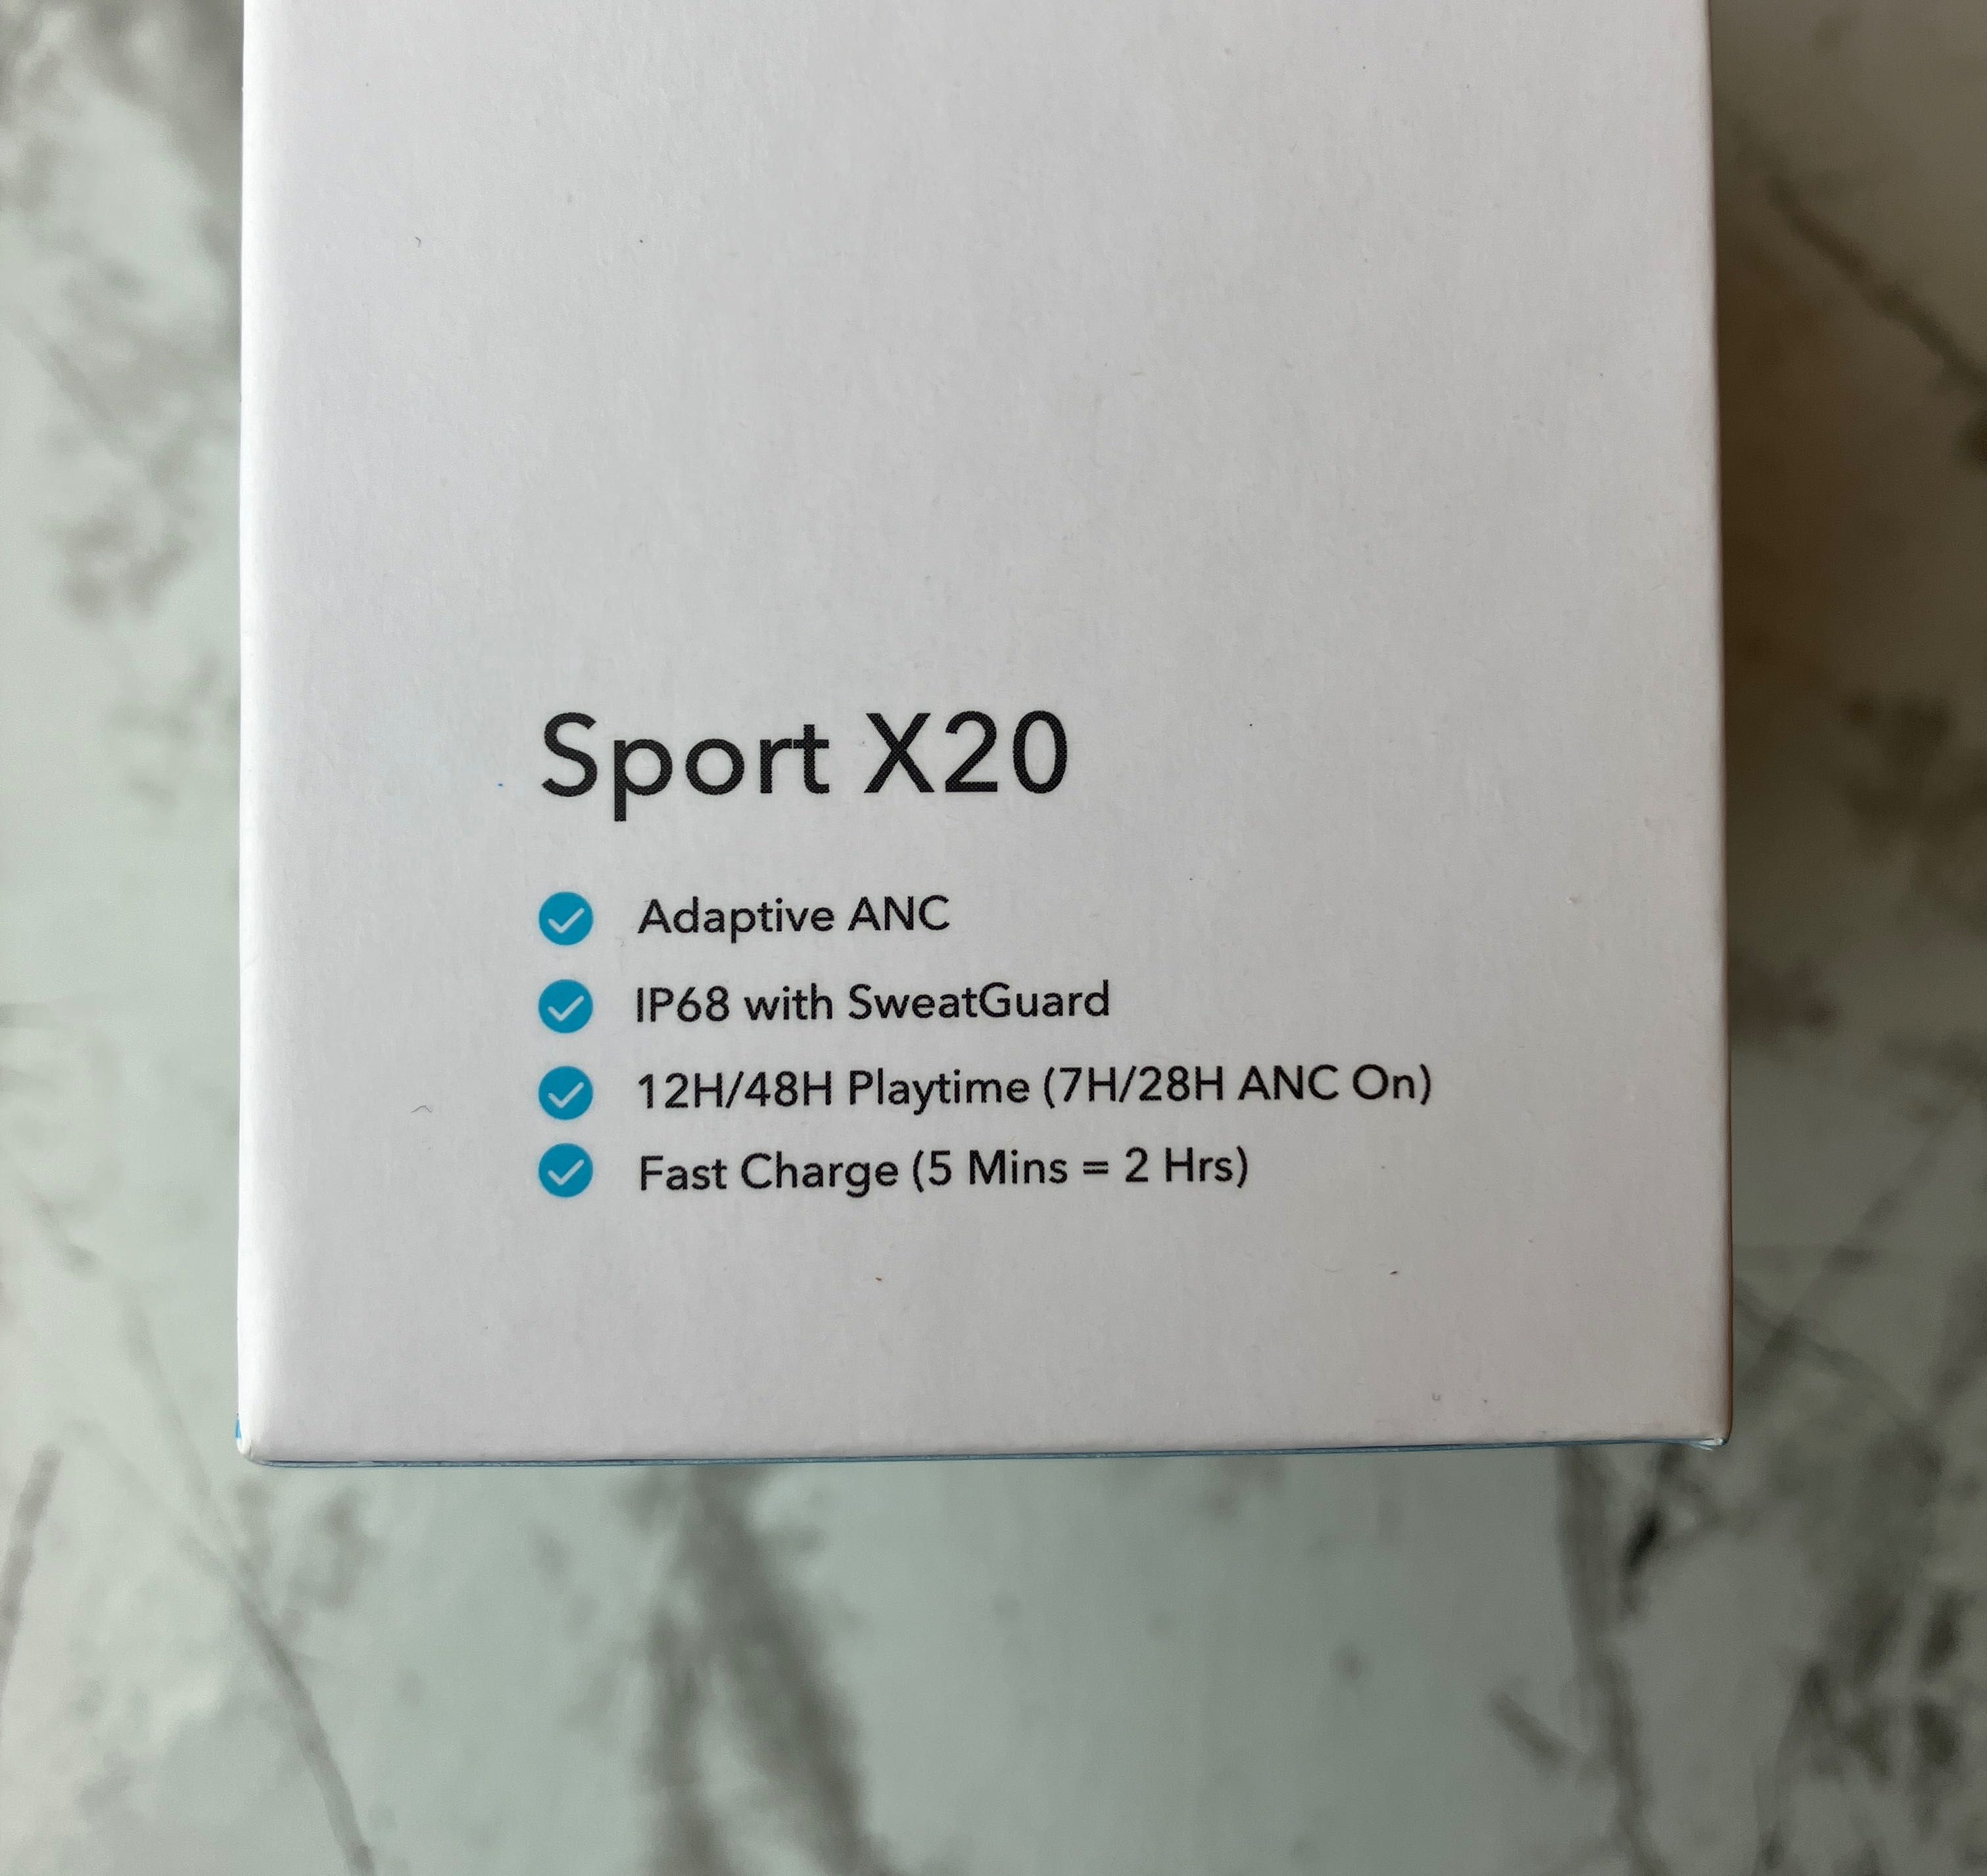 Sport X20
Adaptive ANC
IP68 with SweatGuard
12H/48H Playtime (7H/28H ANC On)
Fast Charge (5 Mins = 2 Hrs)